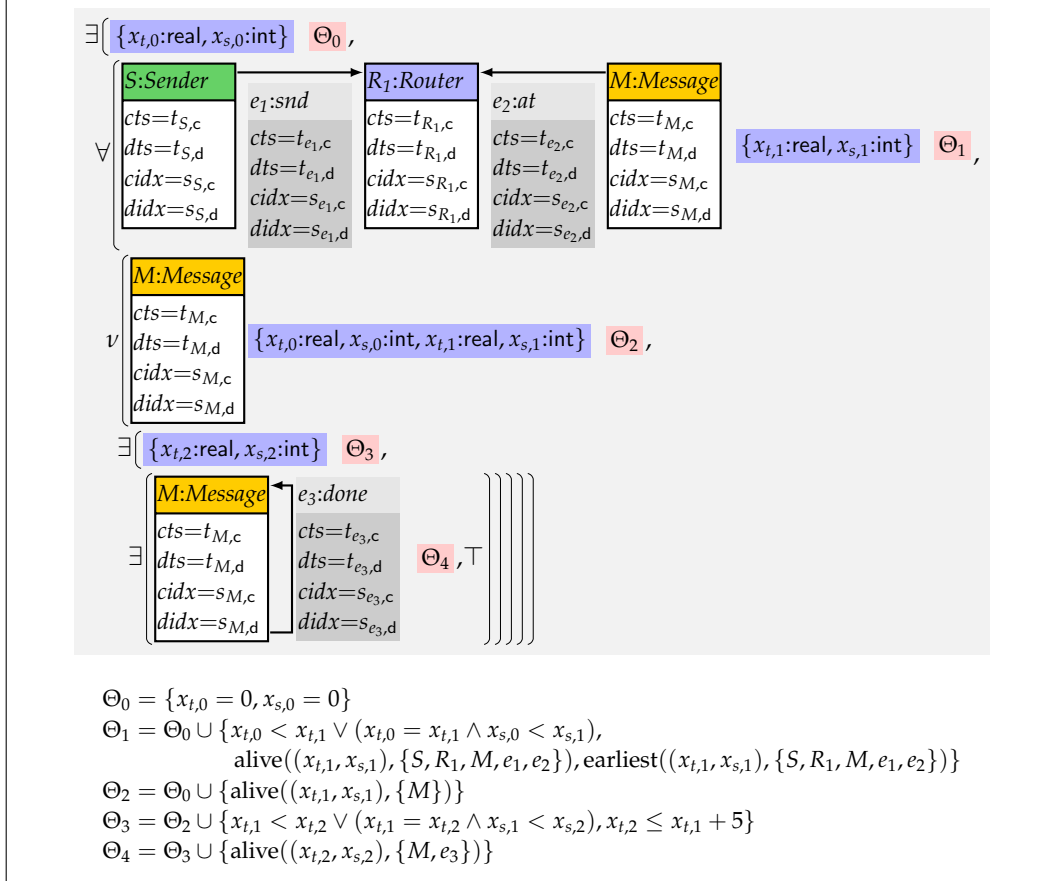 ∃( {x_{t,0}:real, x_{s,0}:int} Θ_0 ,
∀( S:Sender e_1:snd R_1:Router e_2:at M:Message
cts=t_{S,c} cts=t_{e_1,c} cts=t_{R_1,c} cts=t_{e_2,c} cts=t_{M,c}
dts=t_{S,d} dts=t_{e_1,d} dts=t_{R_1,d} dts=t_{e_2,d} dts=t_{M,d} {x_{t,1}:real, x_{s,1}:int} Θ_1 ,
cidx=s_{S,c} cidx=s_{e_1,c} cidx=s_{R_1,c} cidx=s_{e_2,c} cidx=s_{M,c}
didx=s_{S,d} didx=s_{e_1,d} didx=s_{R_1,d} didx=s_{e_2,d} didx=s_{M,d}
ν( M:Message
cts=t_{M,c}
dts=t_{M,d} {x_{t,0}:real, x_{s,0}:int, x_{t,1}:real, x_{s,1}:int} Θ_2 ,
cidx=s_{M,c}
didx=s_{M,d}
∃( {x_{t,2}:real, x_{s,2}:int} Θ_3 ,
∃( M:Message e_3:done
cts=t_{M,c} cts=t_{e_3,c}
dts=t_{M,d} dts=t_{e_3,d} Θ_4 ,⊤)))))
cidx=s_{M,c} cidx=s_{e_3,c}
didx=s_{M,d} didx=s_{e_3,d}
Θ_0 = {x_{t,0} = 0, x_{s,0} = 0}
Θ_1 = Θ_0 ∪ {x_{t,0} < x_{t,1} ∨ (x_{t,0} = x_{t,1} ∧ x_{s,0} < x_{s,1}),
alive((x_{t,1}, x_{s,1}), {S, R_1, M, e_1, e_2}), earliest((x_{t,1}, x_{s,1}), {S, R_1, M, e_1, e_2})}
Θ_2 = Θ_0 ∪ {alive((x_{t,1}, x_{s,1}), {M})}
Θ_3 = Θ_2 ∪ {x_{t,1} < x_{t,2} ∨ (x_{t,1} = x_{t,2} ∧ x_{s,1} < x_{s,2}), x_{t,2} ≤ x_{t,1} + 5}
Θ_4 = Θ_3 ∪ {alive((x_{t,2}, x_{s,2}), {M, e_3})}